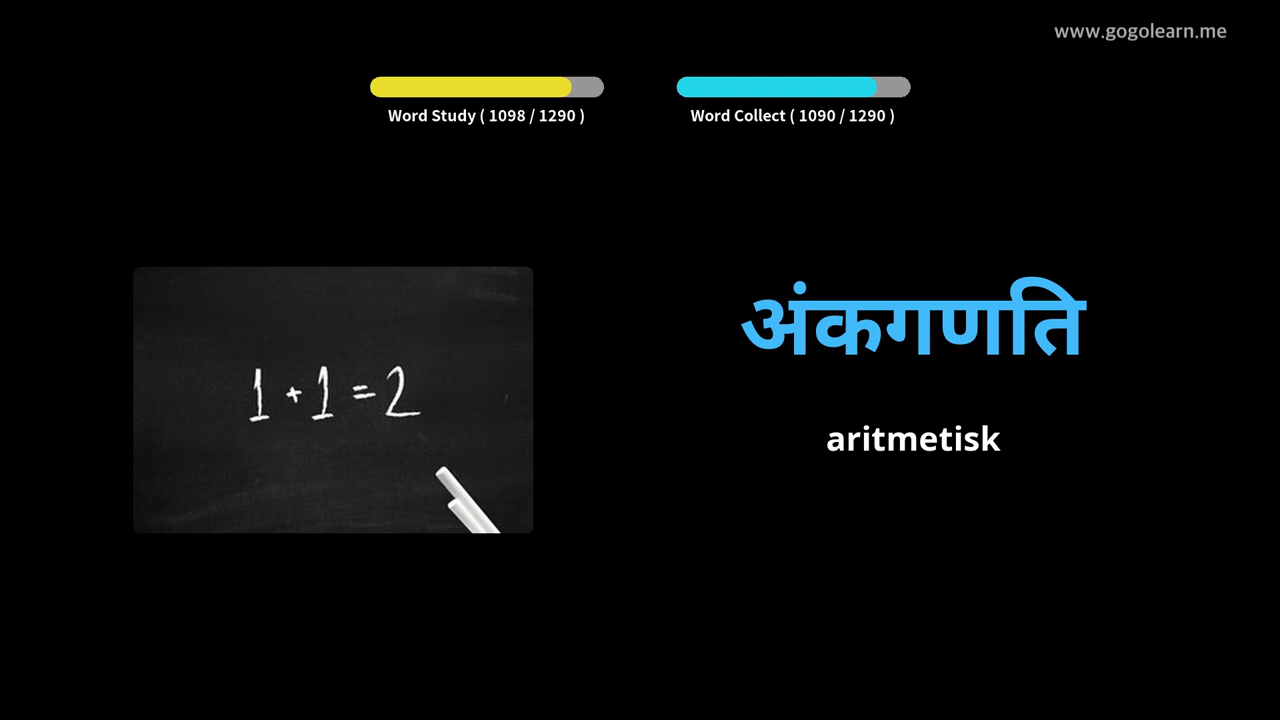 www.gogolearn.me
Word Study ( 1098 / 1290 )
Word Collect ( 1090 / 1290 )
1 + 1 = 2
अंकगणति
aritmetisk